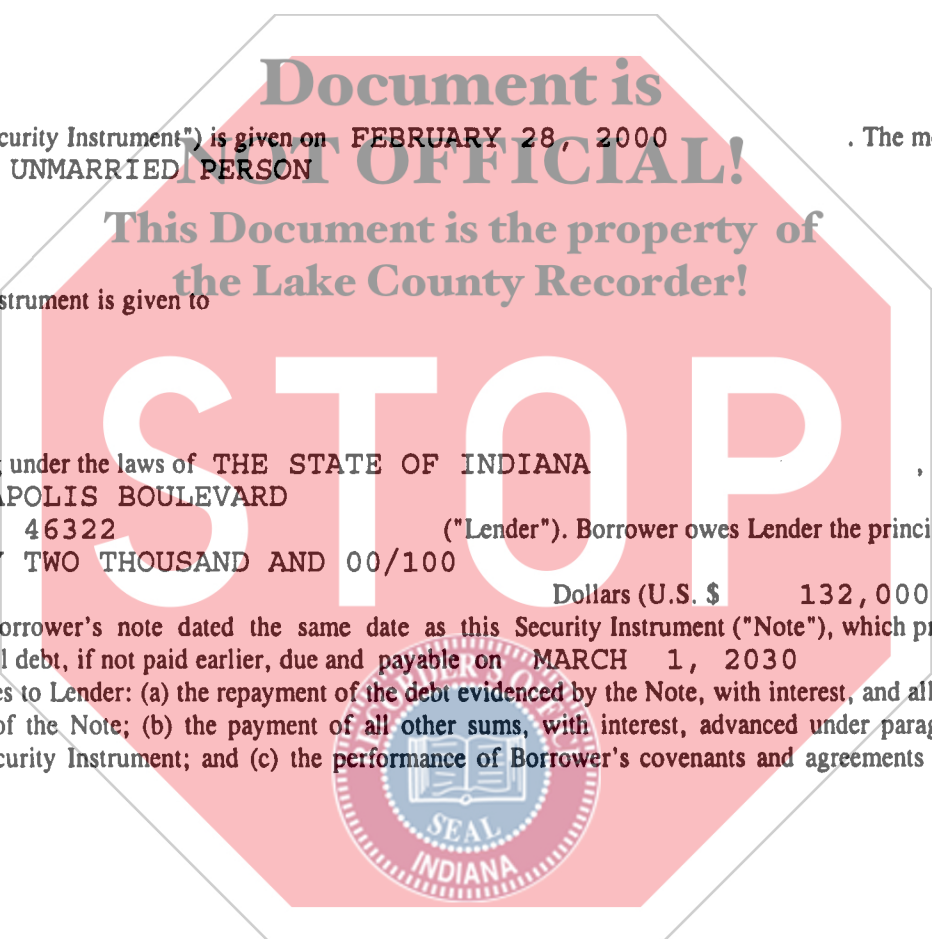 Document is
curity Instrument") is given on FEBRUARY 28, 2000 . The m
NOT OFFICIAL!
UNMARRIED PERSON
This Document is the property of
the Lake County Recorder!
strument is given to
STOP
under the laws of THE STATE OF INDIANA ,
APOLIS BOULEVARD
46322 ("Lender"). Borrower owes Lender the princi
TWO THOUSAND AND 00/100
Dollars (U.S. $ 132,000
orrower's note dated the same date as this Security Instrument ("Note"), which pr
l debt, if not paid earlier, due and payable on MARCH 1, 2030
es to Lender: (a) the repayment of the debt evidenced by the Note, with interest, and all
of the Note; (b) the payment of all other sums, with interest, advanced under parag
curity Instrument; and (c) the performance of Borrower's covenants and agreements
RECORDER'S OFFICE
SEAL
INDIANA